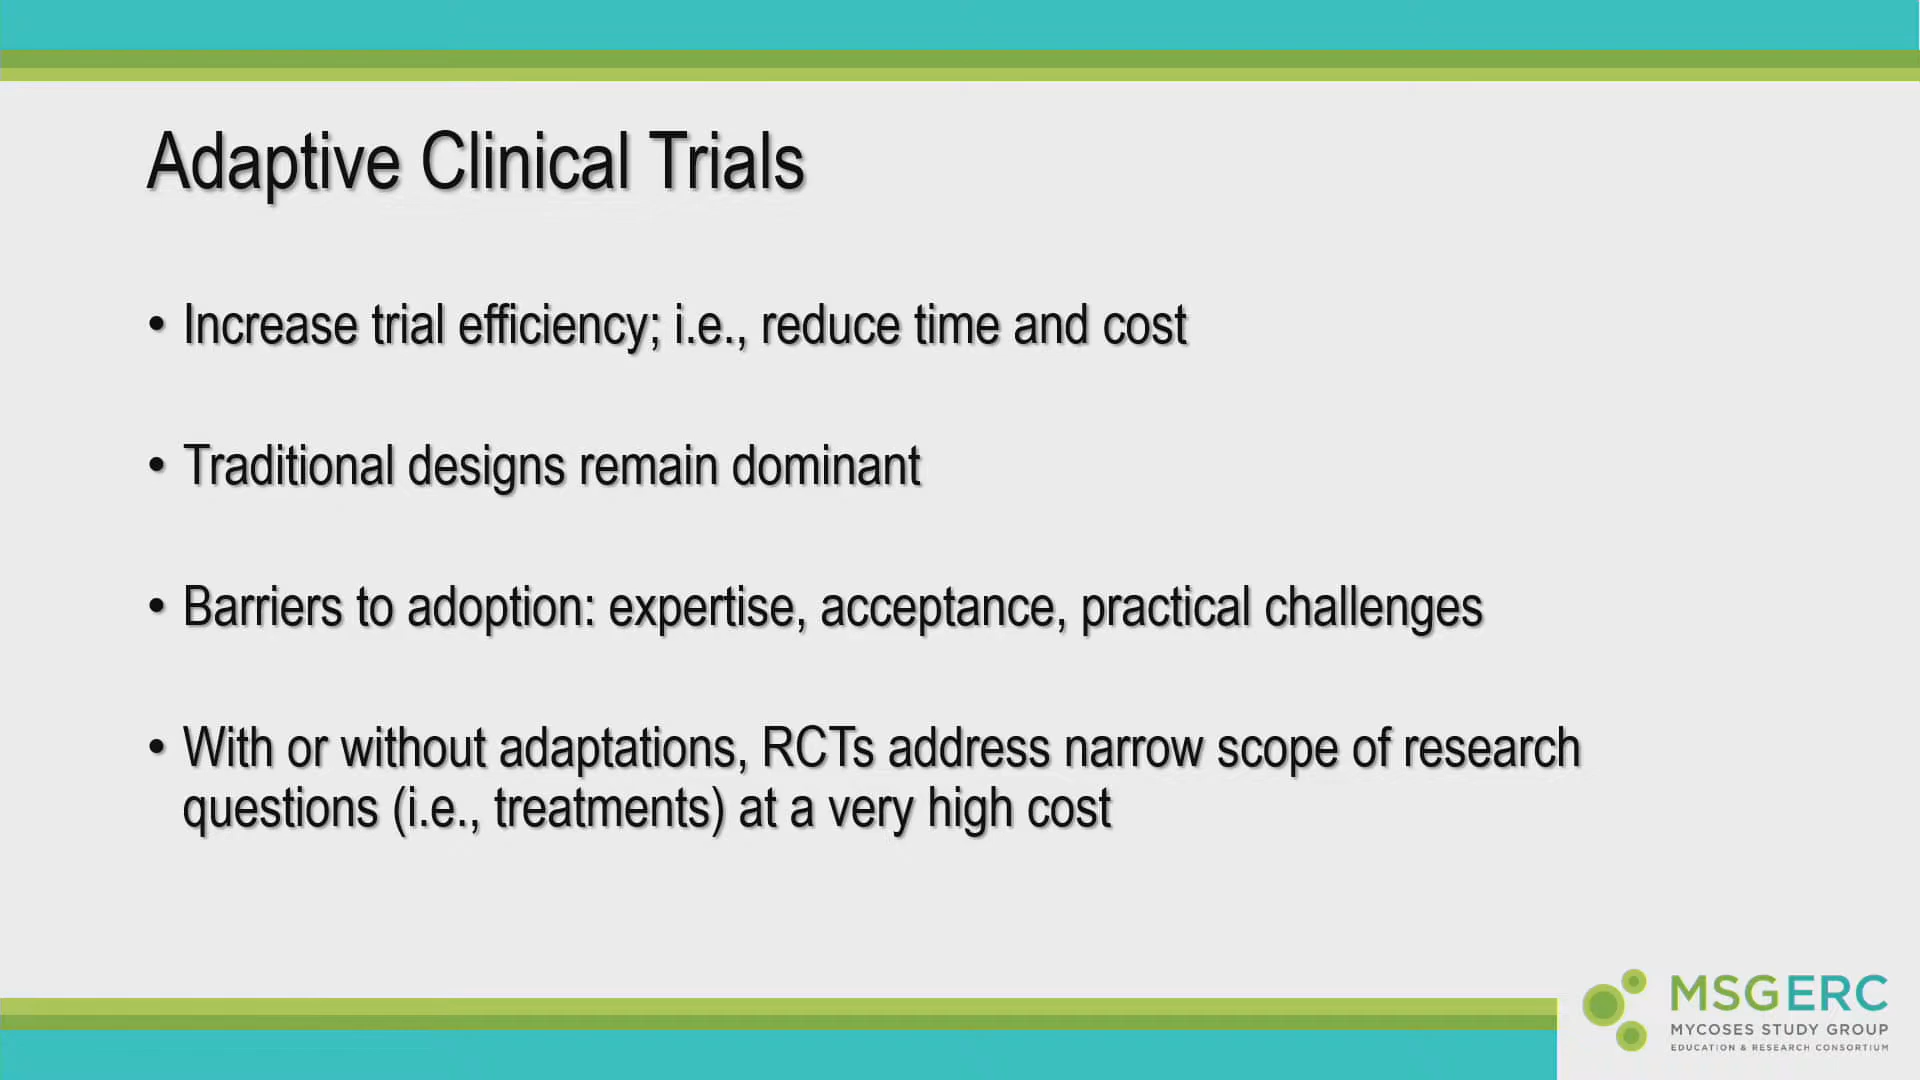 Adaptive Clinical Trials
• Increase trial efficiency; i.e., reduce time and cost
• Traditional designs remain dominant
• Barriers to adoption: expertise, acceptance, practical challenges
• With or without adaptations, RCTs address narrow scope of research
questions (i.e., treatments) at a very high cost
MSGERC
MYCOSES STUDY GROUP
EDUCATION & RESEARCH CONSORTIUM